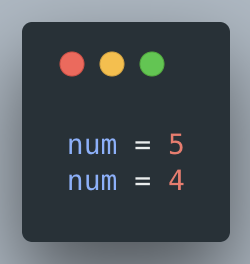 num = 5
num = 4